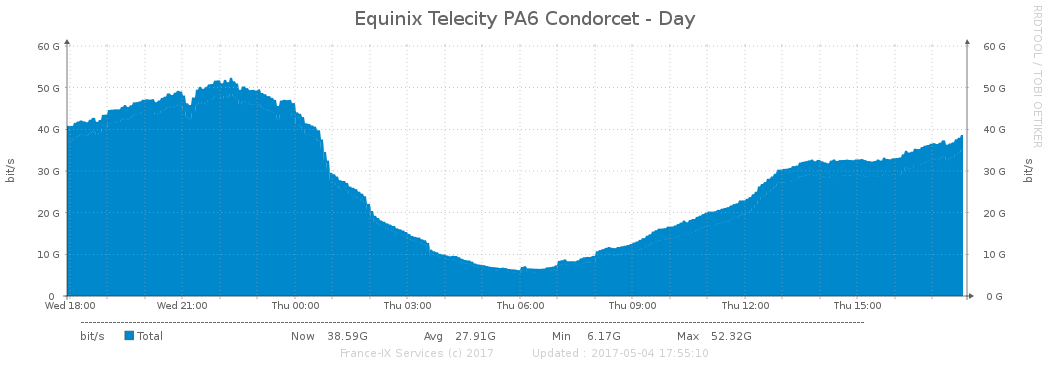 Equinix Telecity PA6 Condorcet - Day
RRDTOOL / TOBI OETIKER
60 G 60 G
50 G 50 G
40 G 40 G
30 G 30 G
20 G 20 G
10 G 10 G
0 0 G
bit/s bit/s
Wed 18:00 Wed 21:00 Thu 00:00 Thu 03:00 Thu 06:00 Thu 09:00 Thu 12:00 Thu 15:00
bit/s Total Now 38.59G Avg 27.91G Min 6.17G Max 52.32G
France-IX Services (c) 2017 Updated : 2017-05-04 17:55:10